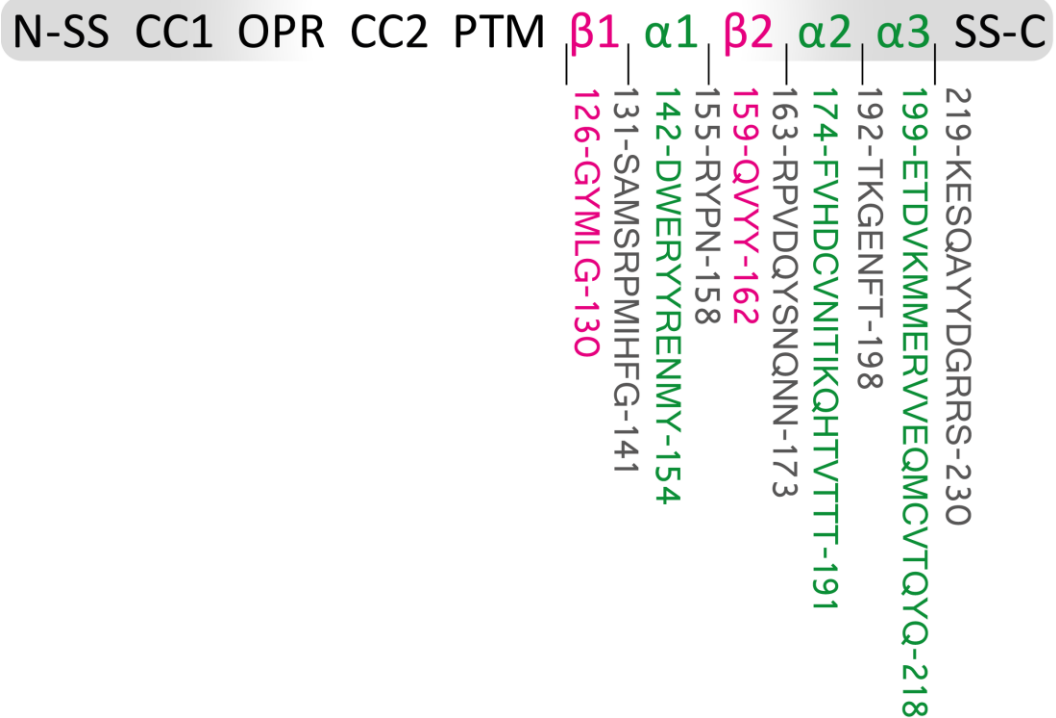 N-SS CC1 OPR CC2 PTM β1 α1 β2 α2 α3 SS-C
126-GYMLG-130
131-SAMSRPMIHFG-141
142-DWERYYRENMY-154
155-RYPN-158
159-QVYY-162
163-RPVDQYSNQNN-173
174-FVHDCVNITIKQHTVTTT-191
192-TKGENFT-198
199-ETDVKMMERVVEQMCVTQYQ-218
219-KESQAYYDGRRS-230